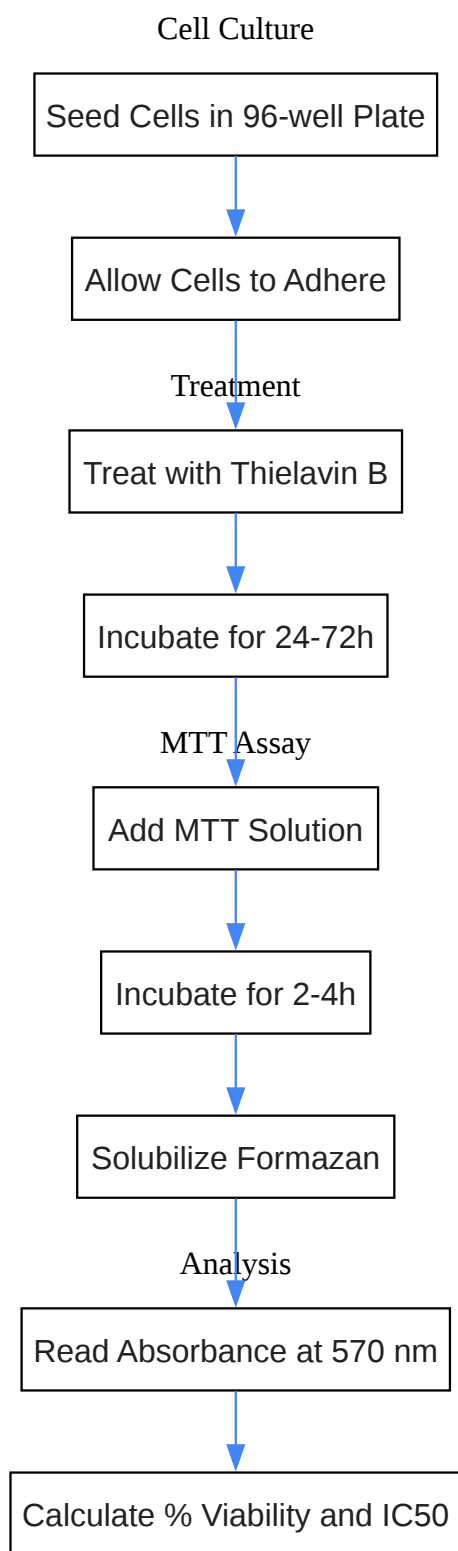 Cell Culture
Seed Cells in 96-well Plate
Allow Cells to Adhere
Treatment
Treat with Thielavin B
Incubate for 24-72h
MTT Assay
Add MTT Solution
Incubate for 2-4h
Solubilize Formazan
Analysis
Read Absorbance at 570 nm
Calculate % Viability and IC50